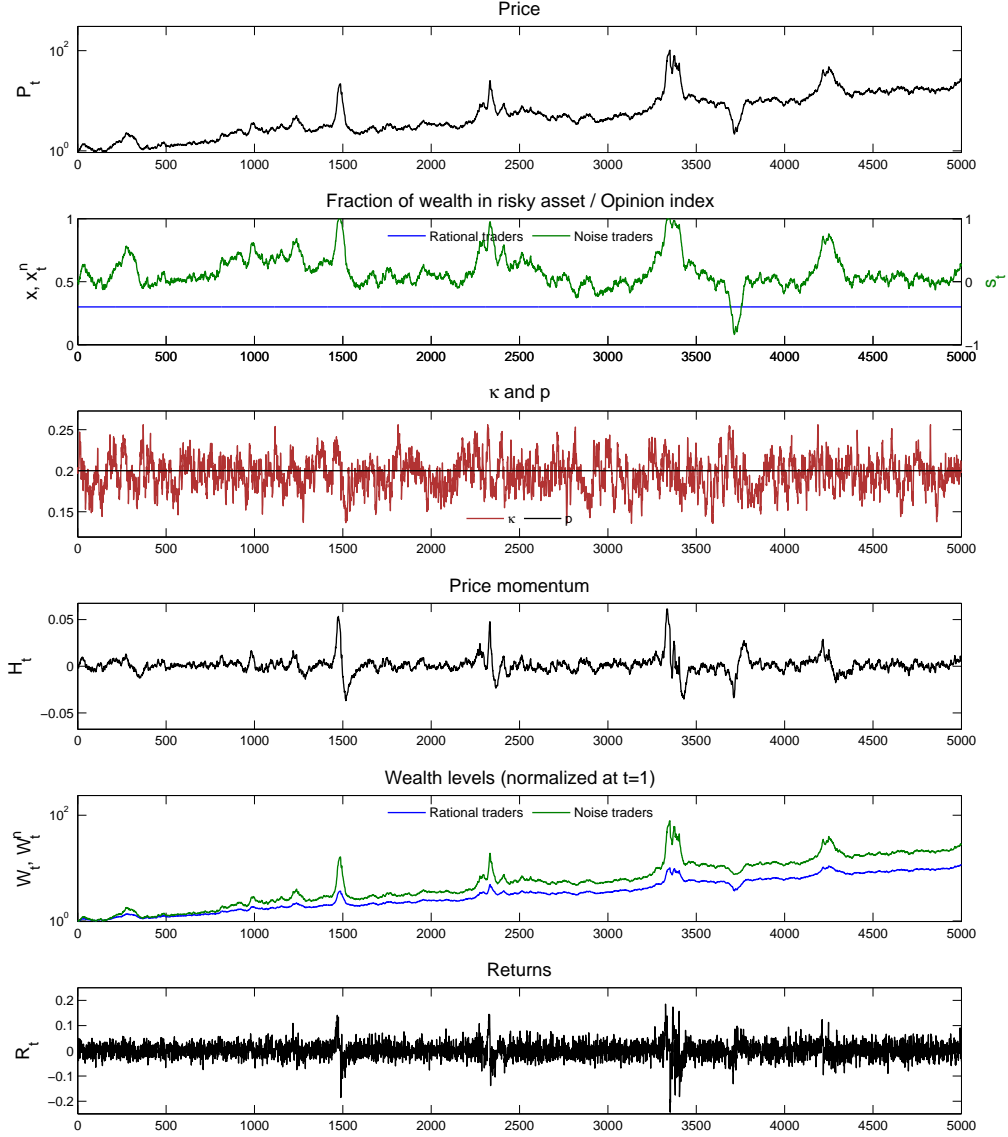 Price
P_t
10^2
10^0
0 500 1000 1500 2000 2500 3000 3500 4000 4500 5000
Fraction of wealth in risky asset / Opinion index
x, x_t^n
s_t
1 1
0.5 0
0 -1
Rational traders Noise traders
0 500 1000 1500 2000 2500 3000 3500 4000 4500 5000
κ and p
0.25
0.2
0.15
κ p
0 500 1000 1500 2000 2500 3000 3500 4000 4500 5000
Price momentum
H_t
0.05
0
−0.05
0 500 1000 1500 2000 2500 3000 3500 4000 4500 5000
Wealth levels (normalized at t=1)
W_t, W_t^n
10^2
10^0
Rational traders Noise traders
0 500 1000 1500 2000 2500 3000 3500 4000 4500 5000
Returns
R_t
0.2
0.1
0
−0.1
−0.2
0 500 1000 1500 2000 2500 3000 3500 4000 4500 5000